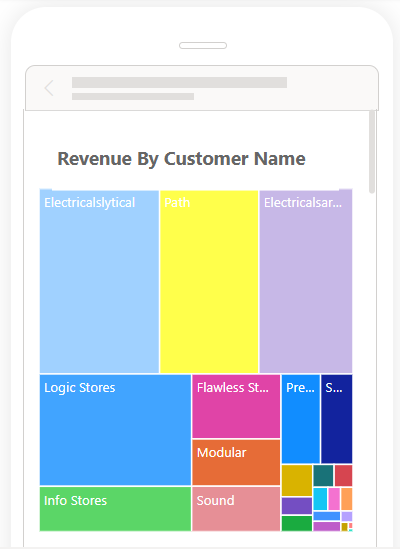 Revenue By Customer Name
Electricalslytical
Path
Electricalsar...
Logic Stores
Flawless St...
Pre...
S...
Modular
Info Stores
Sound